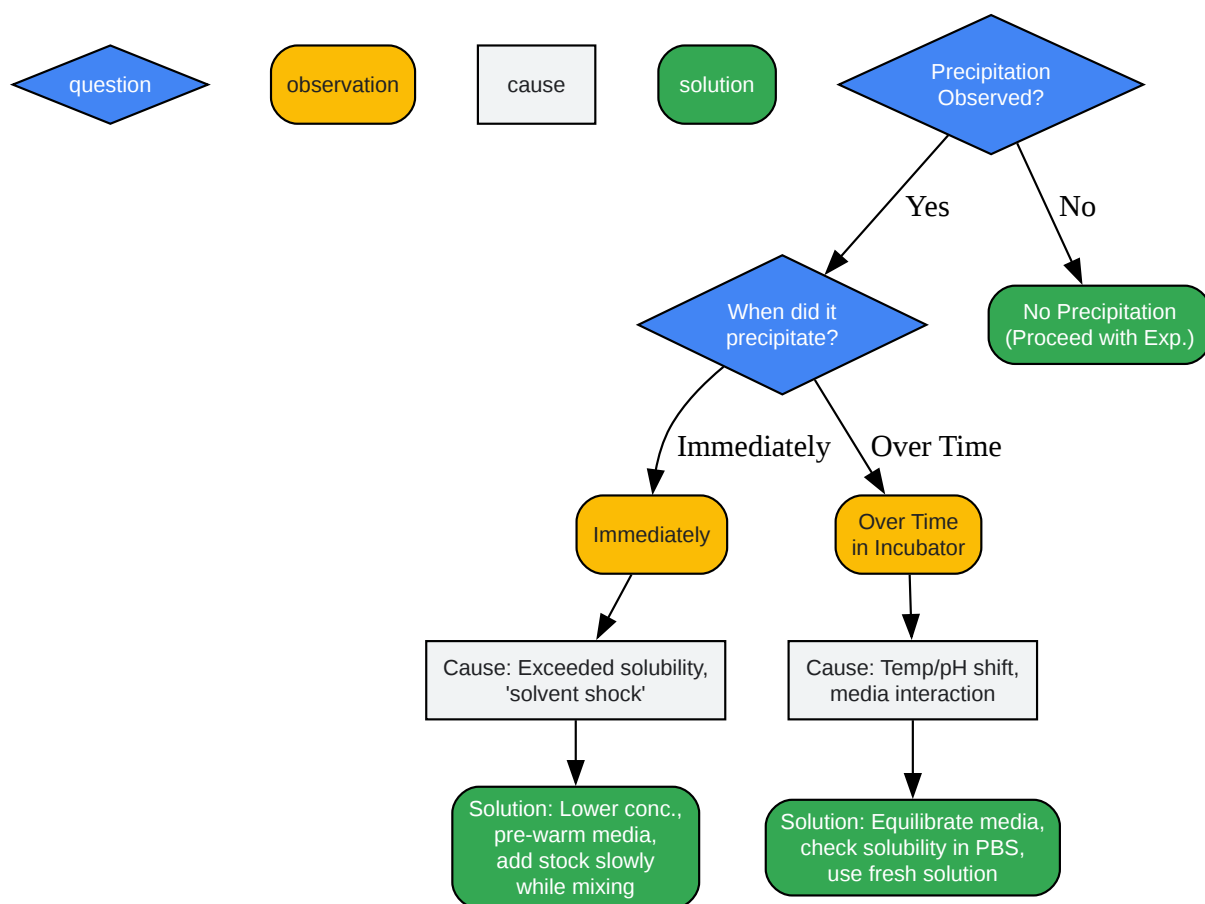 question
observation
cause
solution
Precipitation
Observed?
Yes
No
When did it
precipitate?
No Precipitation
(Proceed with Exp.)
Immediately
Over Time
Immediately
Over Time
in Incubator
Cause: Exceeded solubility,
'solvent shock'
Cause: Temp/pH shift,
media interaction
Solution: Lower conc.,
pre-warm media,
add stock slowly
while mixing
Solution: Equilibrate media,
check solubility in PBS,
use fresh solution